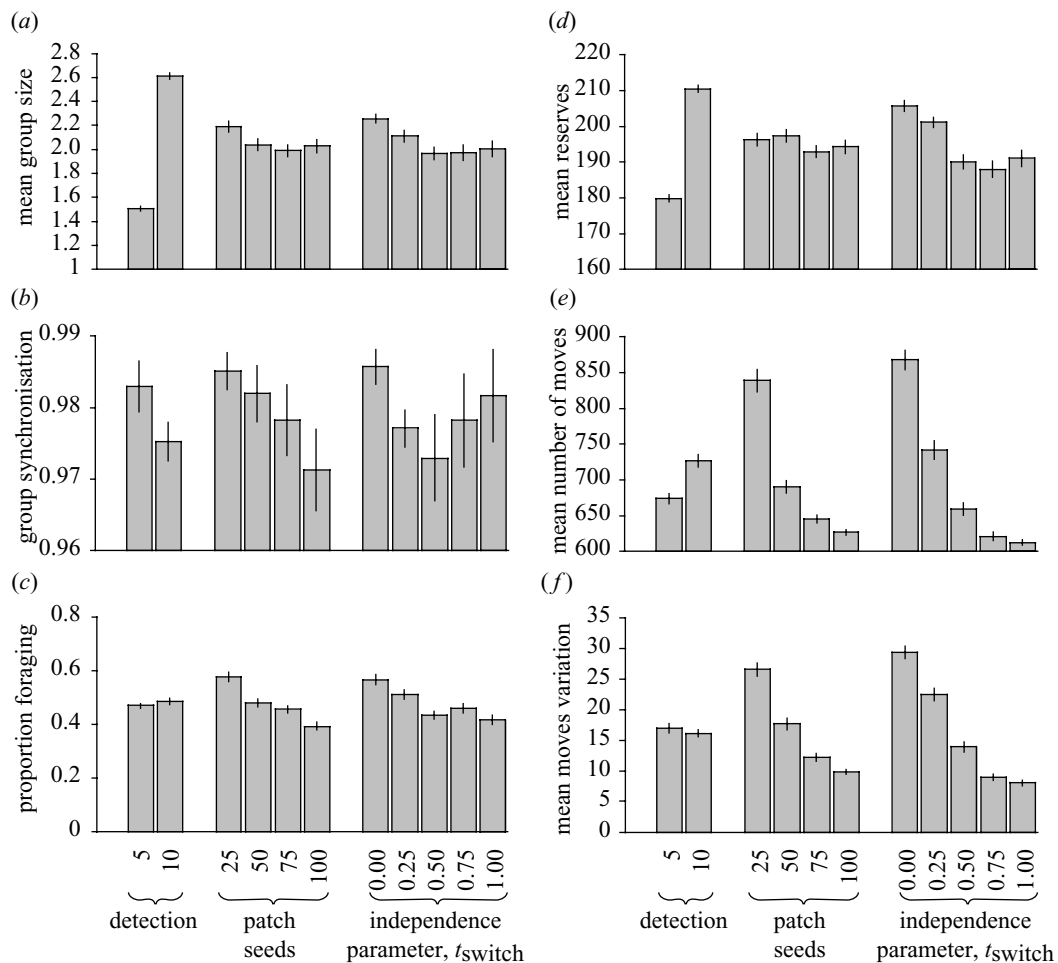 (a)
mean group size
2.8
2.6
2.4
2.2
2.0
1.8
1.6
1.4
1.2
1
(b)
group synchronisation
0.99
0.98
0.97
0.96
(c)
proportion foraging
0.8
0.6
0.4
0.2
0
5
10
25
50
75
100
0.00
0.25
0.50
0.75
1.00
detection
patch
seeds
independence
parameter, tswitch
(d)
mean reserves
220
210
200
190
180
170
160
(e)
mean number of moves
900
850
800
750
700
650
600
(f)
mean moves variation
35
30
25
20
15
10
5
0
5
10
25
50
75
100
0.00
0.25
0.50
0.75
1.00
detection
patch
seeds
independence
parameter, tswitch